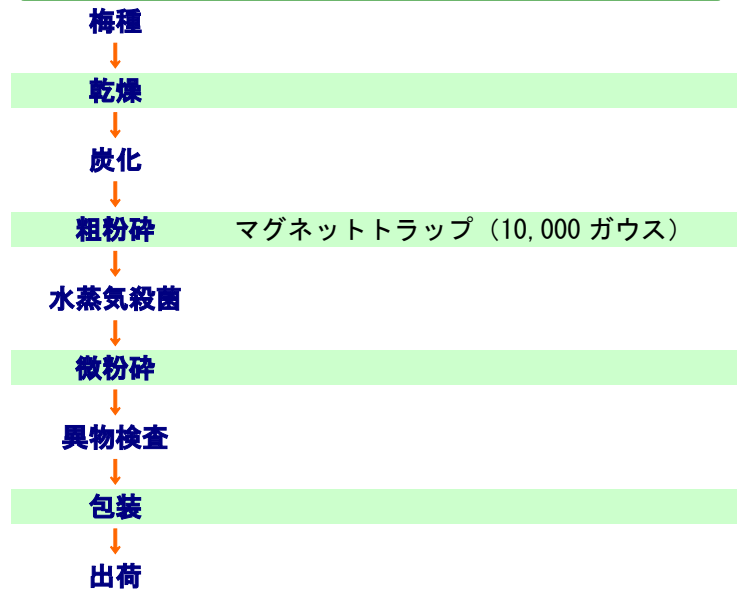 梅種
↓
乾燥
↓
炭化
↓
粗粉砕 マグネットトラップ（10,000 ガウス）
↓
水蒸気殺菌
↓
微粉砕
↓
異物検査
↓
包装
↓
出荷